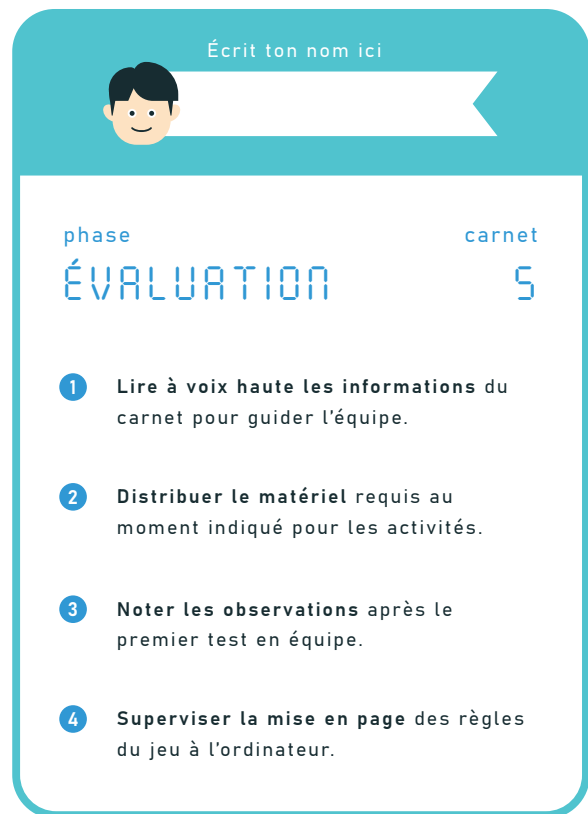 Écrit ton nom ici
phase carnet
ÉVALUATION 5
1 Lire à voix haute les informations du
carnet pour guider l’équipe.
2 Distribuer le matériel requis au
moment indiqué pour les activités.
3 Noter les observations après le
premier test en équipe.
4 Superviser la mise en page des règles
du jeu à l’ordinateur.